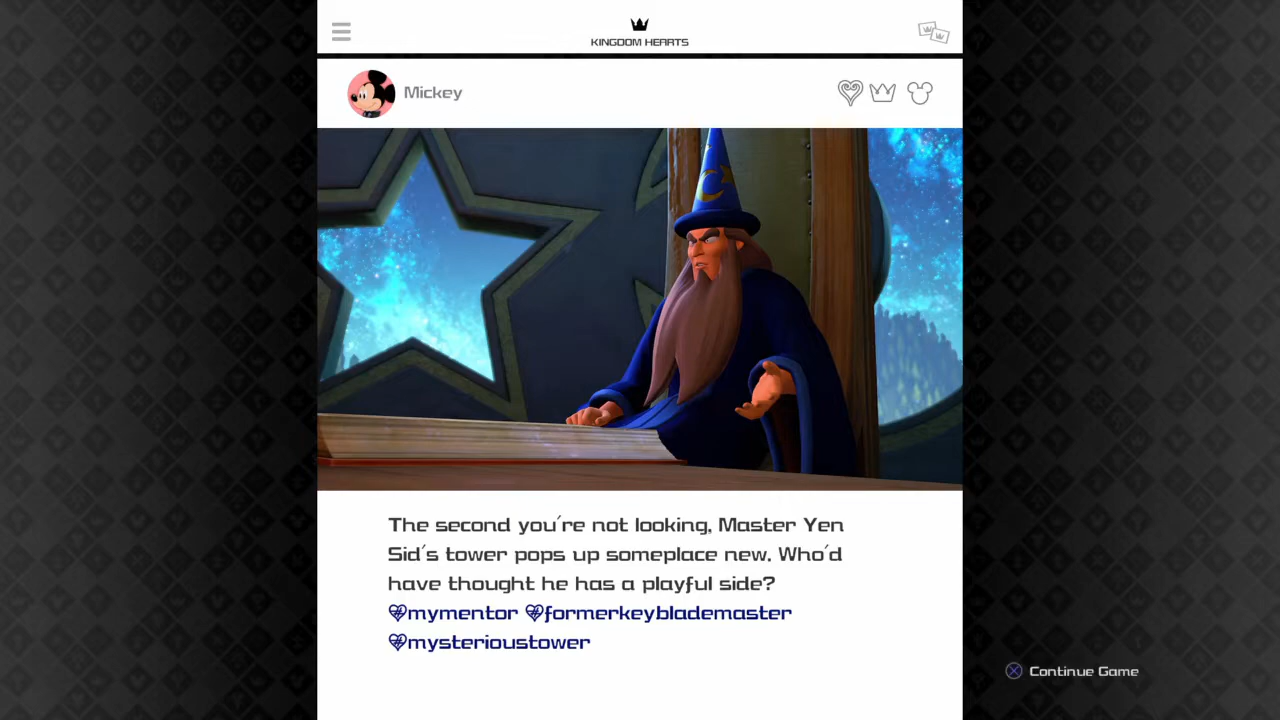 KINGDOM HEARTS
Mickey
The second you're not looking, Master Yen
Sid's tower pops up someplace new. Who'd
have thought he has a playful side?
#mymentor #formerkeyblademaster
#mysterioustower
Continue Game